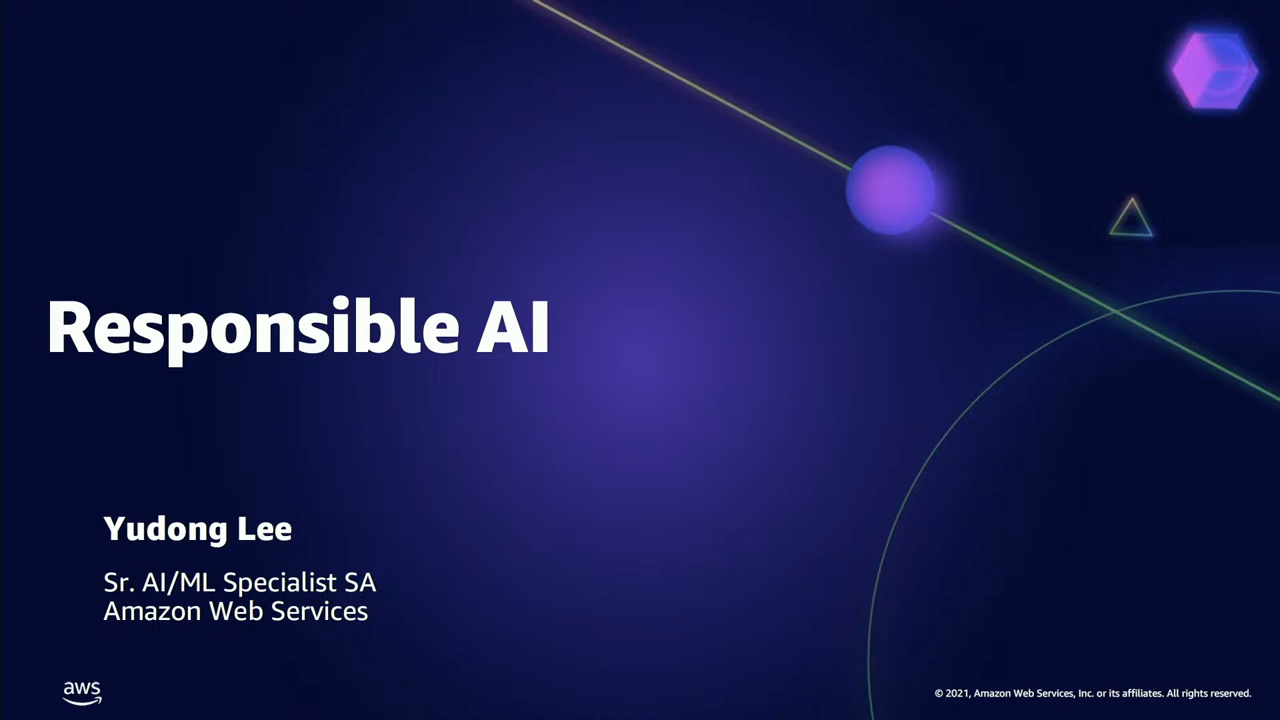 Responsible AI
Yudong Lee
Sr. AI/ML Specialist SA
Amazon Web Services
aws
© 2021, Amazon Web Services, Inc. or its affiliates. All rights reserved.